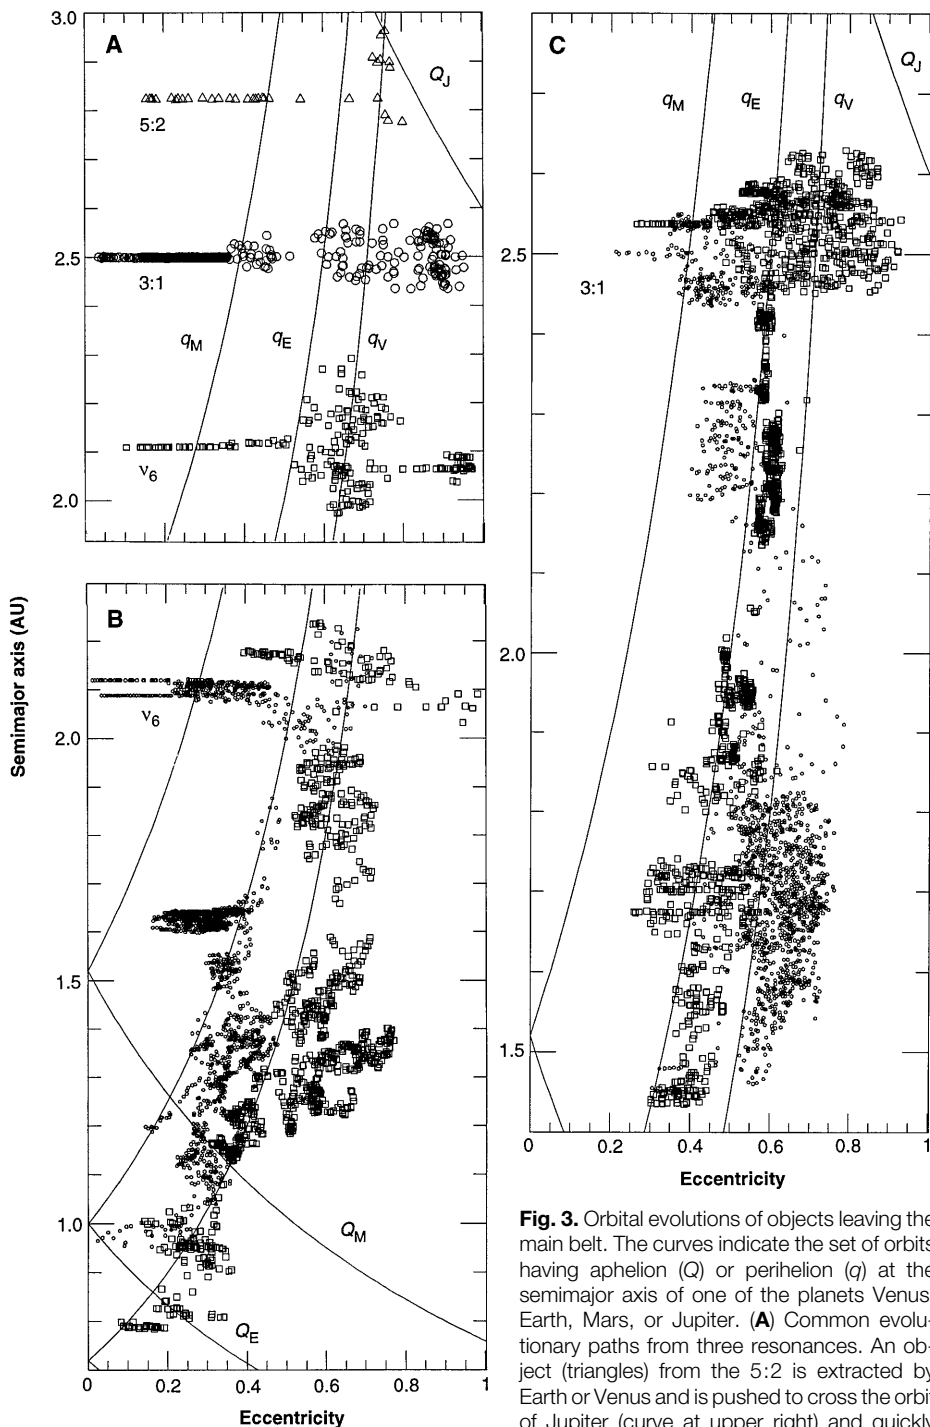 A
3.0
Q_J
5:2
2.5
3:1
q_M
q_E
q_V
ν_6
2.0
B
Semimajor axis (AU)
ν_6
2.0
1.5
1.0
Q_M
Q_E
0 0.2 0.4 0.6 0.8 1
Eccentricity
C
Q_J
q_M
q_E
q_V
2.5
3:1
2.0
1.5
0 0.2 0.4 0.6 0.8 1
Eccentricity
Fig. 3. Orbital evolutions of objects leaving the
main belt. The curves indicate the set of orbits
having aphelion (Q) or perihelion (q) at the
semimajor axis of one of the planets Venus,
Earth, Mars, or Jupiter. (A) Common evolu-
tionary paths from three resonances. An ob-
ject (triangles) from the 5:2 is extracted by
Earth or Venus and is pushed to cross the orbit
of Jupiter (curve at upper right) and quickly